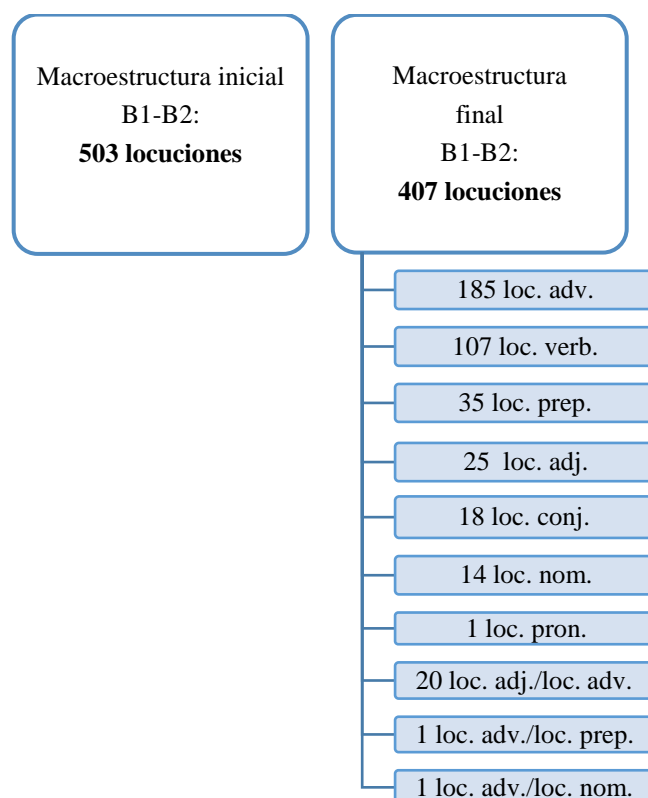 Macroestructura inicial
B1-B2:
503 locuciones
Macroestructura
final
B1-B2:
407 locuciones
185 loc. adv.
107 loc. verb.
35 loc. prep.
25 loc. adj.
18 loc. conj.
14 loc. nom.
1 loc. pron.
20 loc. adj./loc. adv.
1 loc. adv./loc. prep.
1 loc. adv./loc. nom.